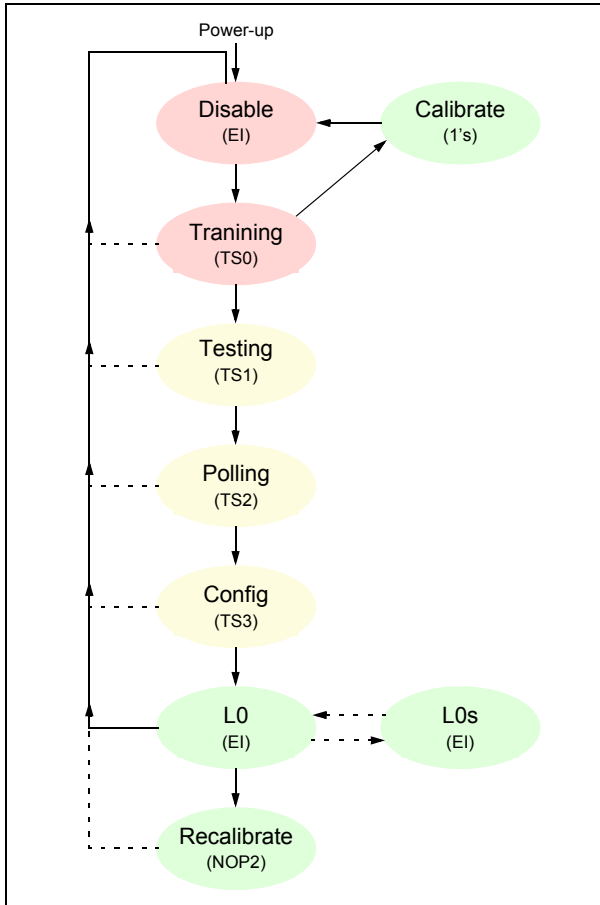 Power-up
Disable
(EI)
Calibrate
(1's)
Tranining
(TS0)
Testing
(TS1)
Polling
(TS2)
Config
(TS3)
L0
(EI)
L0s
(EI)
Recalibrate
(NOP2)